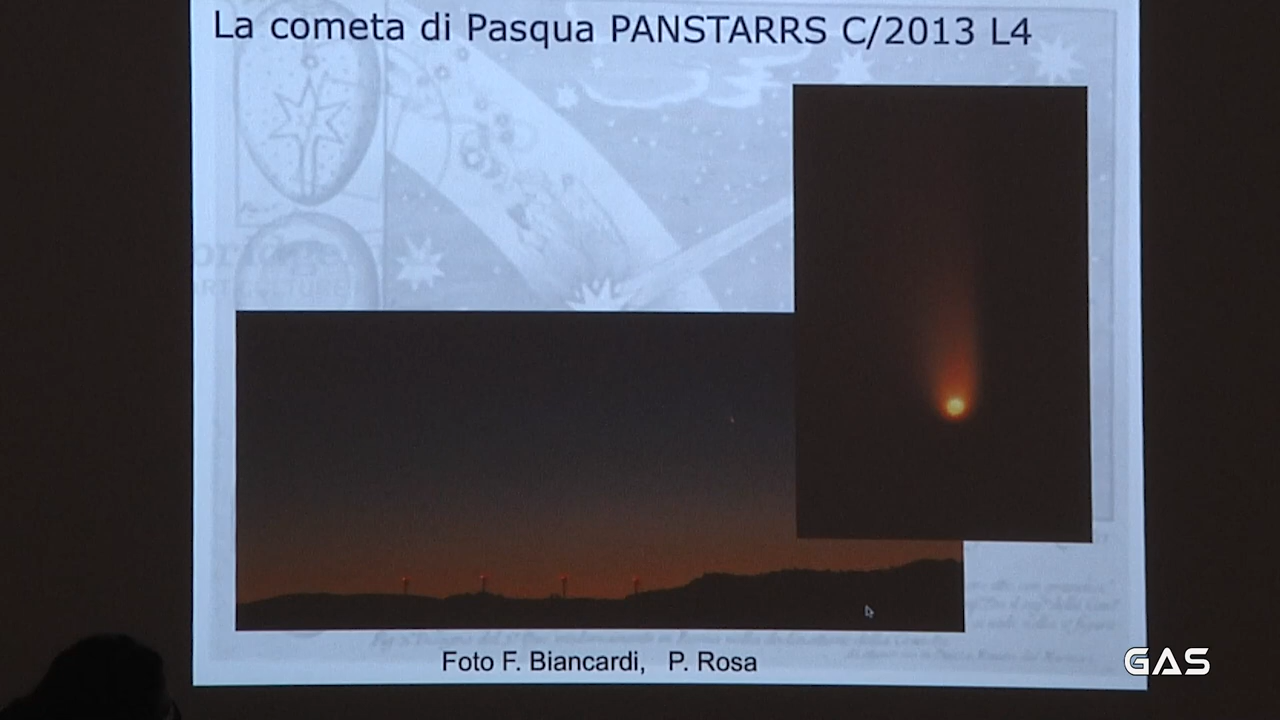 La cometa di Pasqua PANSTARRS C/2013 L4
Foto F. Biancardi, P. Rosa
GAS